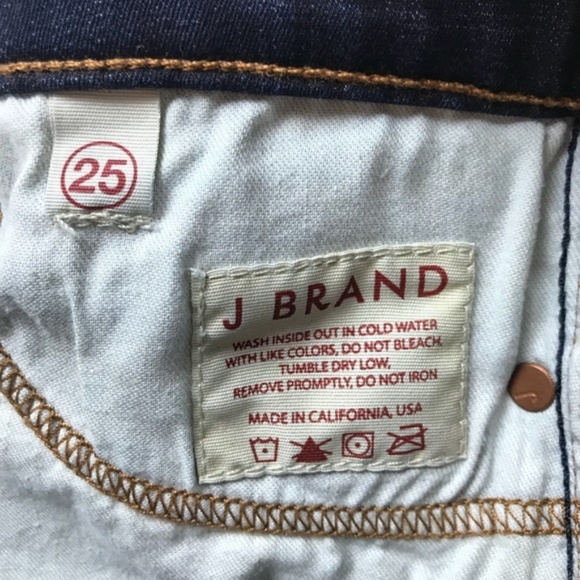 25
J BRAND
WASH INSIDE OUT IN COLD WATER
WITH LIKE COLORS, DO NOT BLEACH.
TUMBLE DRY LOW,
REMOVE PROMPTLY, DO NOT IRON
MADE IN CALIFORNIA, USA